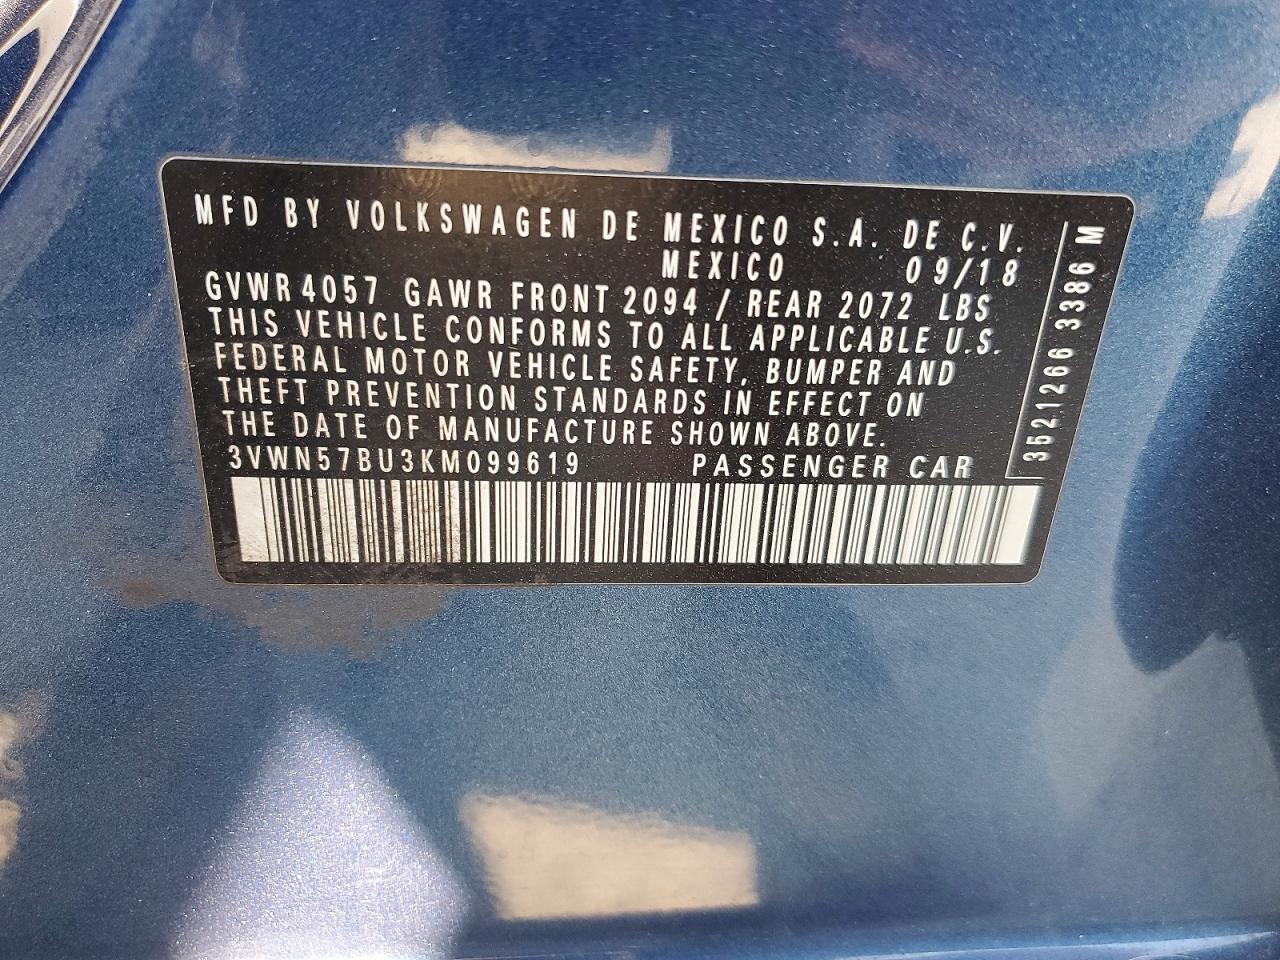 MFD BY VOLKSWAGEN DE MEXICO S.A. DE C.V.
MEXICO 09/18
GVWR 4057 GAWR FRONT 2094 / REAR 2072 LBS
THIS VEHICLE CONFORMS TO ALL APPLICABLE U.S.
FEDERAL MOTOR VEHICLE SAFETY, BUMPER AND
THEFT PREVENTION STANDARDS IN EFFECT ON
THE DATE OF MANUFACTURE SHOWN ABOVE.
3VWN57BU3KM099619 PASSENGER CAR
3521266 3386 M